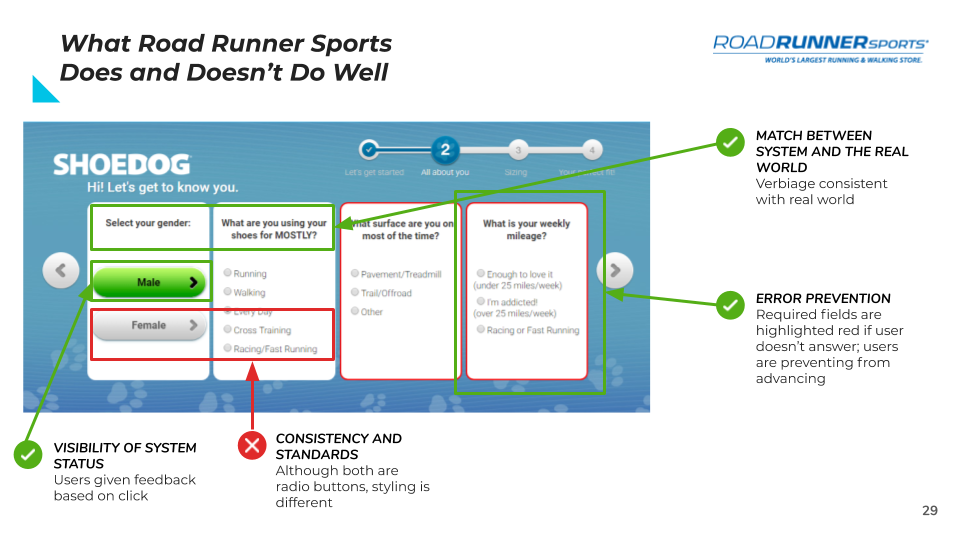 What Road Runner Sports
Does and Doesn’t Do Well
ROADRUNNERSPORTS
WORLD'S LARGEST RUNNING & WALKING STORE.
SHOEDOG
Hi! Let's get to know you.
2
3
4
Let's get started
All about you
Sizing
Your perfect fit!
Select your gender:
Male
Female
What are you using your
shoes for MOSTLY?
Running
Walking
Every Day
Cross Training
Racing/Fast Running
What surface are you on
most of the time?
Pavement/Treadmill
Trail/Offroad
Other
What is your weekly
mileage?
Enough to love it
(under 25 miles/week)
I'm addicted!
(over 25 miles/week)
Racing or Fast Running
MATCH BETWEEN
SYSTEM AND THE REAL
WORLD
Verbiage consistent
with real world
ERROR PREVENTION
Required fields are
highlighted red if user
doesn’t answer; users
are preventing from
advancing
VISIBILITY OF SYSTEM
STATUS
Users given feedback
based on click
CONSISTENCY AND
STANDARDS
Although both are
radio buttons, styling is
different
29